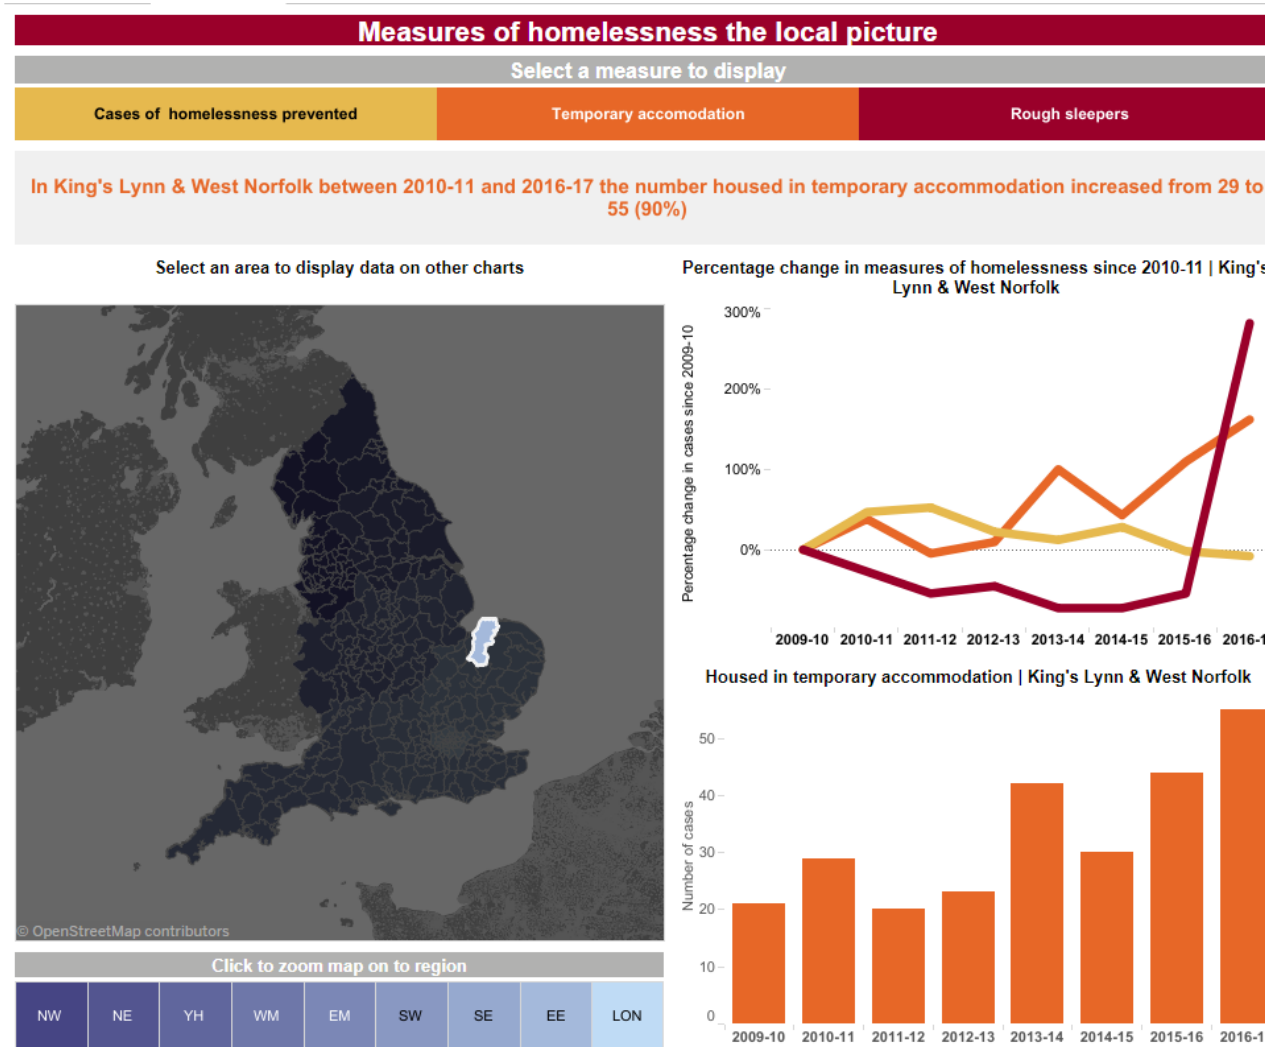 Measures of homelessness the local picture
Select a measure to display
Cases of  homelessness prevented
Temporary accomodation
Rough sleepers
In King's Lynn & West Norfolk between 2010-11 and 2016-17 the number housed in temporary accommodation increased from 29 to
55 (90%)
Select an area to display data on other charts
© OpenStreetMap contributors
Click to zoom map on to region
NW NE YH WM EM SW SE EE LON
Percentage change in measures of homelessness since 2010-11 | King's
Lynn & West Norfolk
Percentage change in cases since 2009-10
300%
200%
100%
0%
2009-10 2010-11 2011-12 2012-13 2013-14 2014-15 2015-16 2016-1
Housed in temporary accommodation | King's Lynn & West Norfolk
Number of cases
50
40
30
20
10
0
2009-10 2010-11 2011-12 2012-13 2013-14 2014-15 2015-16 2016-1